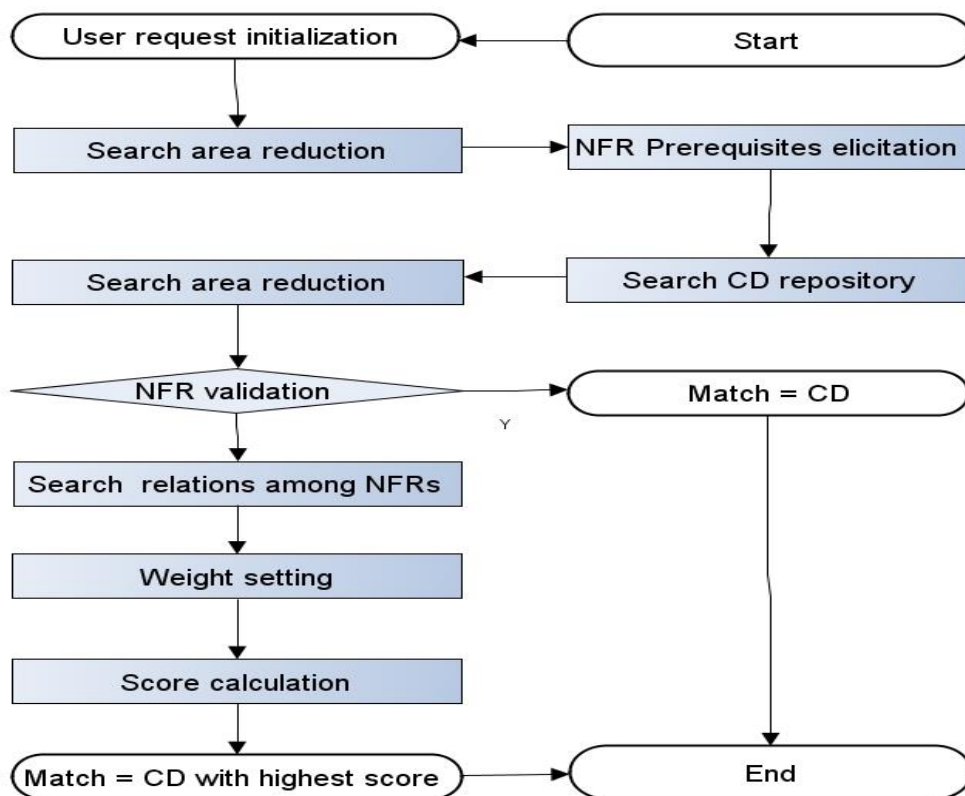 User request initialization
Start
Search area reduction
NFR Prerequisites elicitation
Search area reduction
Search CD repository
NFR validation
Match = CD
Y
Search relations among NFRs
Weight setting
Score calculation
Match = CD with highest score
End